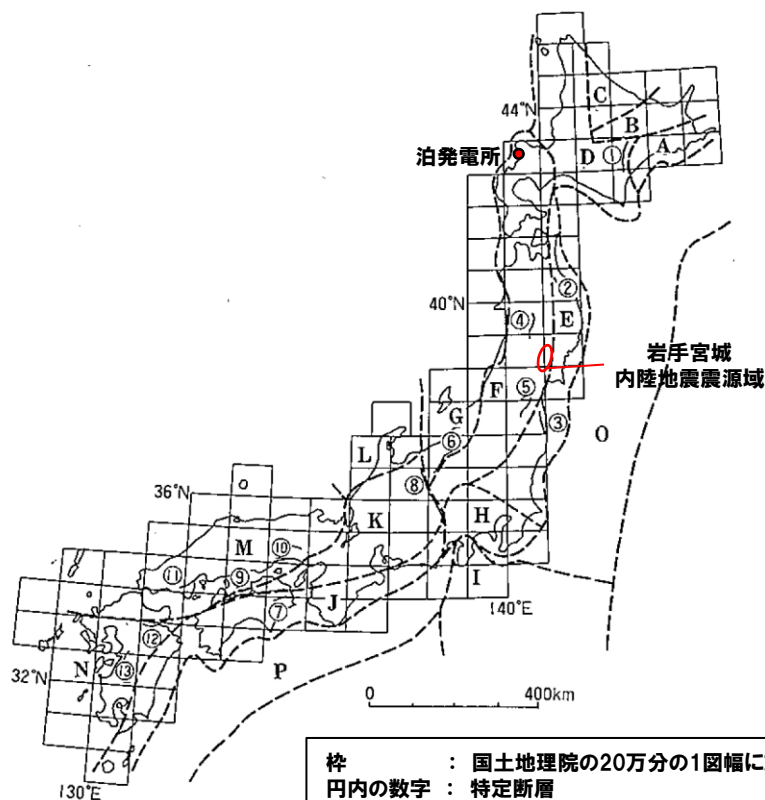 44°N
C
B
A
泊発電所
D
①
②
40°N
④
E
岩手宮城
内陸地震震源域
F
⑤
G
③
O
⑥
L
⑧
36°N
K
H
M
⑩
I
⑪
⑨
J
140°E
⑦
⑫
32°N
N
⑬
P
0
400km
130°E
枠 : 国土地理院の20万分の1図幅に
円内の数字 : 特定断層